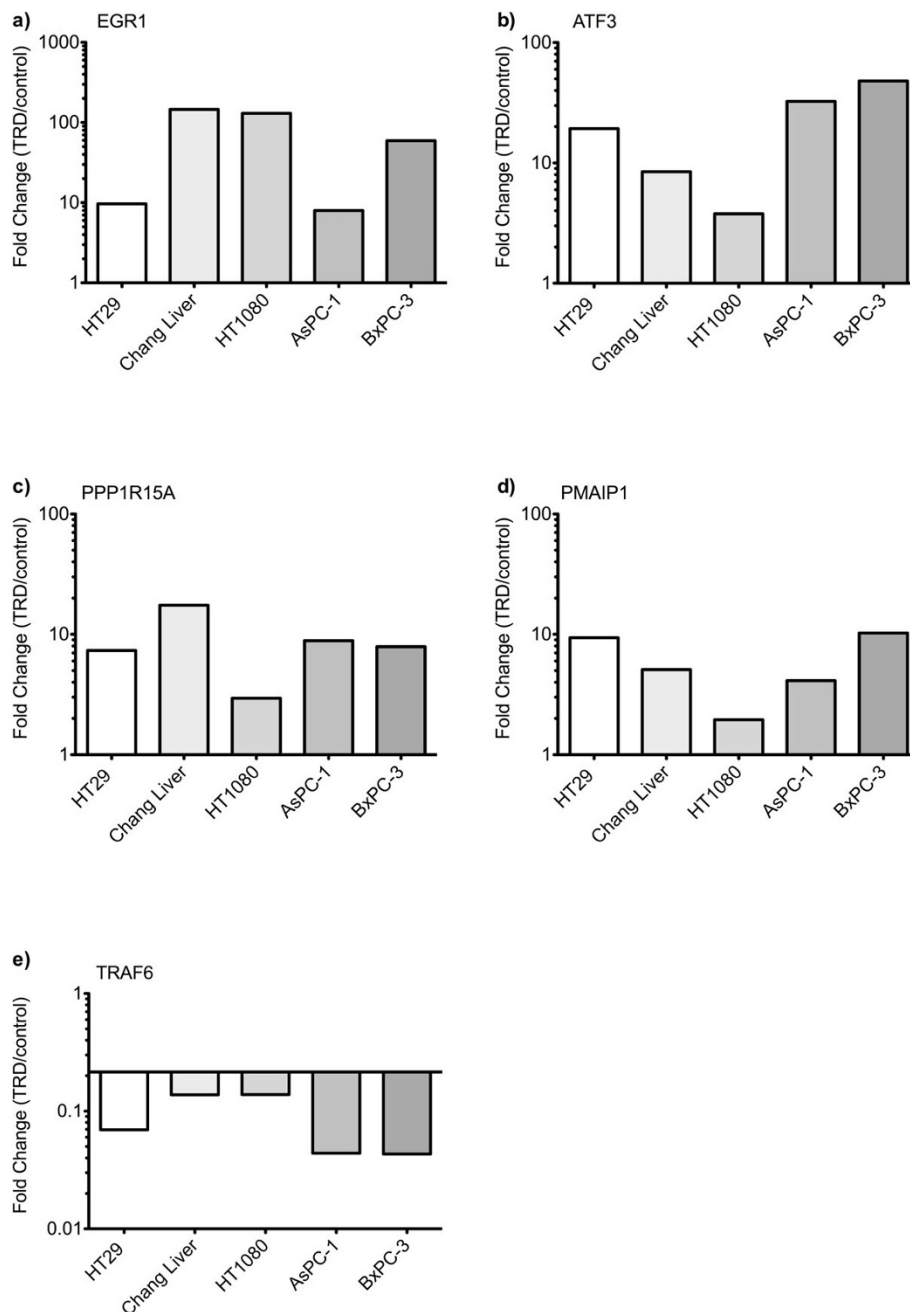 a) EGR1
Fold Change (TRD/control)
1000
100
10
1
HT29
Chang Liver
HT1080
AsPC-1
BxPC-3
b) ATF3
Fold Change (TRD/control)
100
10
1
HT29
Chang Liver
HT1080
AsPC-1
BxPC-3
c) PPP1R15A
Fold Change (TRD/control)
100
10
1
HT29
Chang Liver
HT1080
AsPC-1
BxPC-3
d) PMAIP1
Fold Change (TRD/control)
100
10
1
HT29
Chang Liver
HT1080
AsPC-1
BxPC-3
e) TRAF6
Fold Change (TRD/control)
1
0.1
0.01
HT29
Chang Liver
HT1080
AsPC-1
BxPC-3